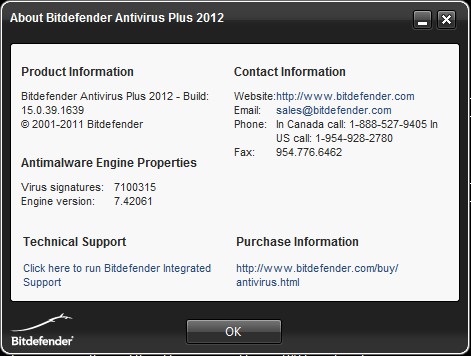 About Bitdefender Antivirus Plus 2012
Product Information
Bitdefender Antivirus Plus 2012 - Build:
15.0.39.1639
© 2001-2011 Bitdefender
Antimalware Engine Properties
Virus signatures: 7100315
Engine version: 7.42061
Contact Information
Website: http://www.bitdefender.com
Email: sales@bitdefender.com
Phone: In Canada call: 1-888-527-9405 In
US call: 1-954-928-2780
Fax: 954.776.6462
Technical Support
Click here to run Bitdefender Integrated
Support
Purchase Information
http://www.bitdefender.com/buy/
antivirus.html
Bitdefender
OK